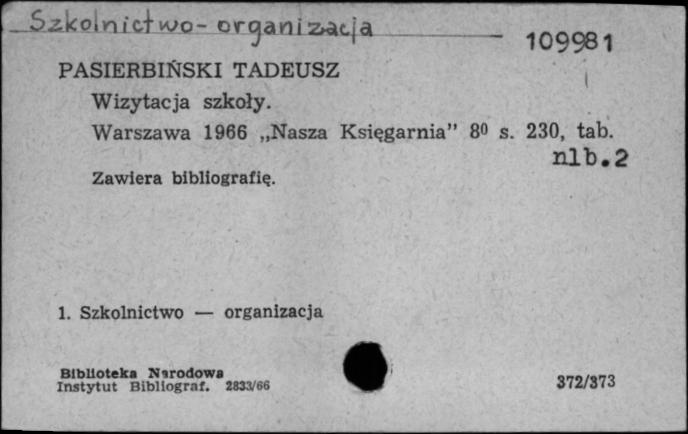 Szkolnictwo - organizacja
109981
PASIERBIŃSKI TADEUSZ
Wizytacja szkoły.
Warszawa 1966 „Nasza Księgarnia” 8⁰ s. 230, tab.
nlb.2
Zawiera bibliografię.
1. Szkolnictwo — organizacja
Biblioteka Narodowa
Instytut Bibliograf. 2833/66
372/373